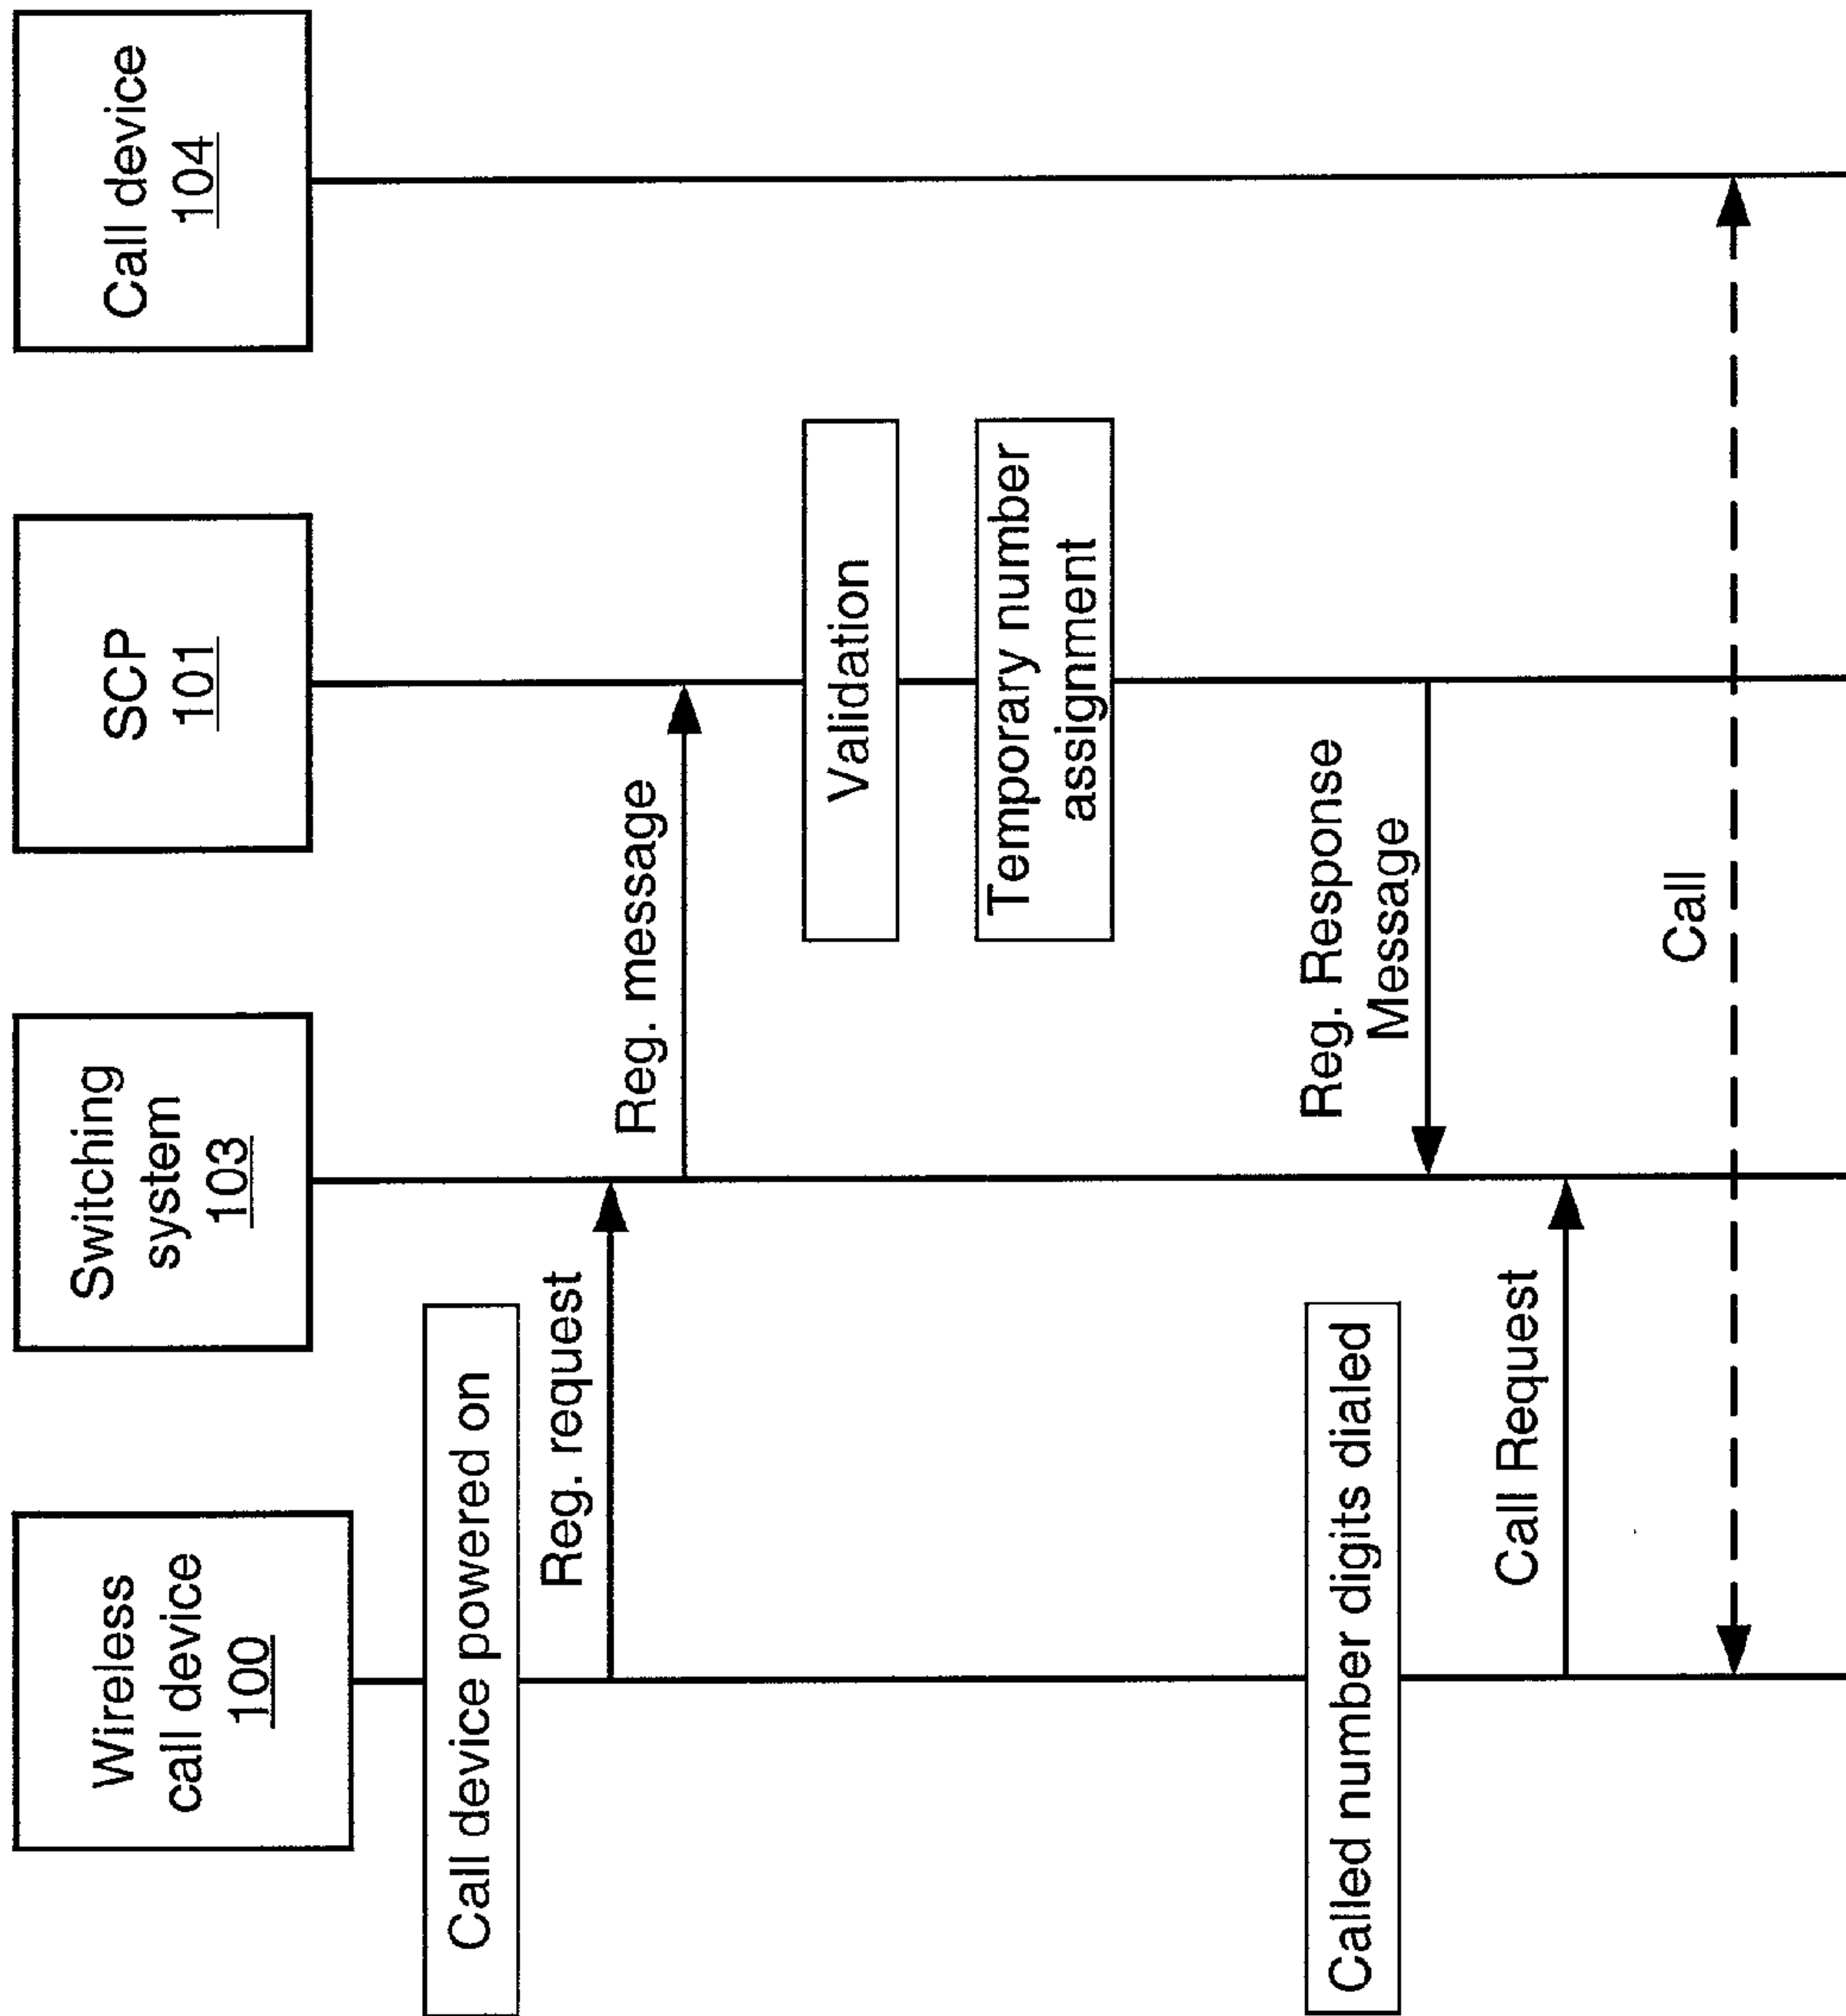 Wireless
call device
100
Switching
system
103
SCP
101
Call device
104
Call device powered on
Reg. request
Reg. message
Validation
Temporary number
assignment
Reg. Response
Message
Called number digits dialed
Call Request
Call